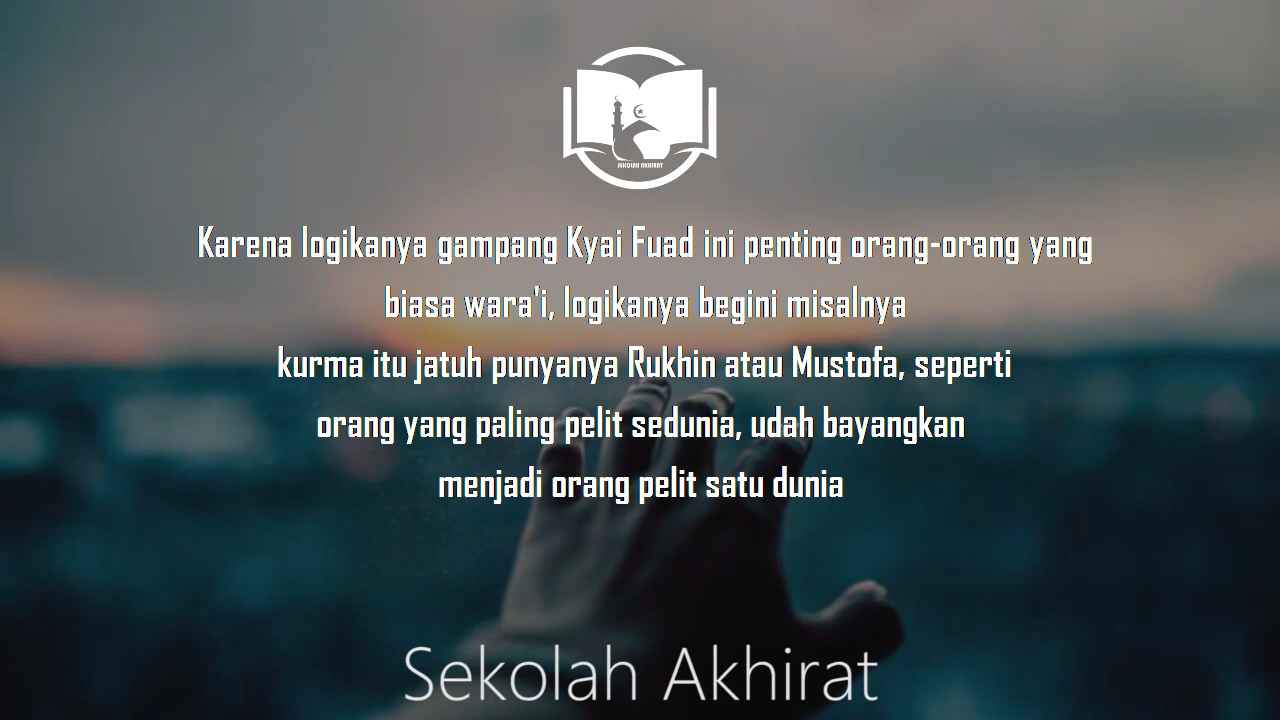 SEKOLAH AKHIRAT
Karena logikanya gampang Kyai Fuad ini penting orang-orang yang
biasa wara'i, logikanya begini misalnya
kurma itu jatuh punyanya Rukhin atau Mustofa, seperti
orang yang paling pelit sedunia, udah bayangkan
menjadi orang pelit satu dunia
Sekolah Akhirat